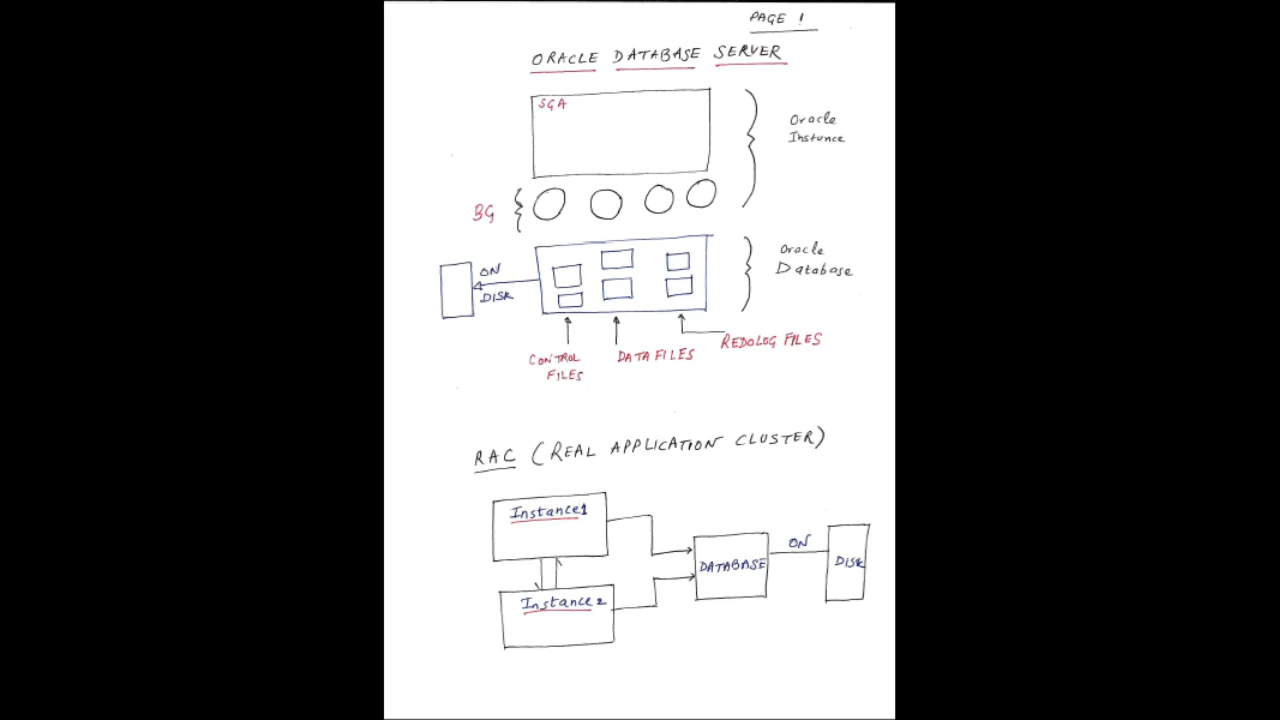 PAGE 1
ORACLE DATABASE SERVER
SGA
Oracle
Instance
BG
Oracle
Database
ON
DISK
CONTROL
FILES
DATA FILES
REDOLOG FILES
RAC (REAL APPLICATION CLUSTER)
Instance1
Instance2
DATABASE
ON
DISK